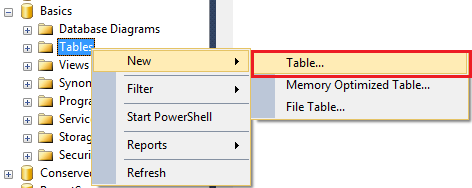 Basics
Database Diagrams
Tables
Views
Synon
Progra
Service
Storag
Securi
Conserve
New
Filter
Start PowerShell
Reports
Refresh
Table...
Memory Optimized Table...
File Table...